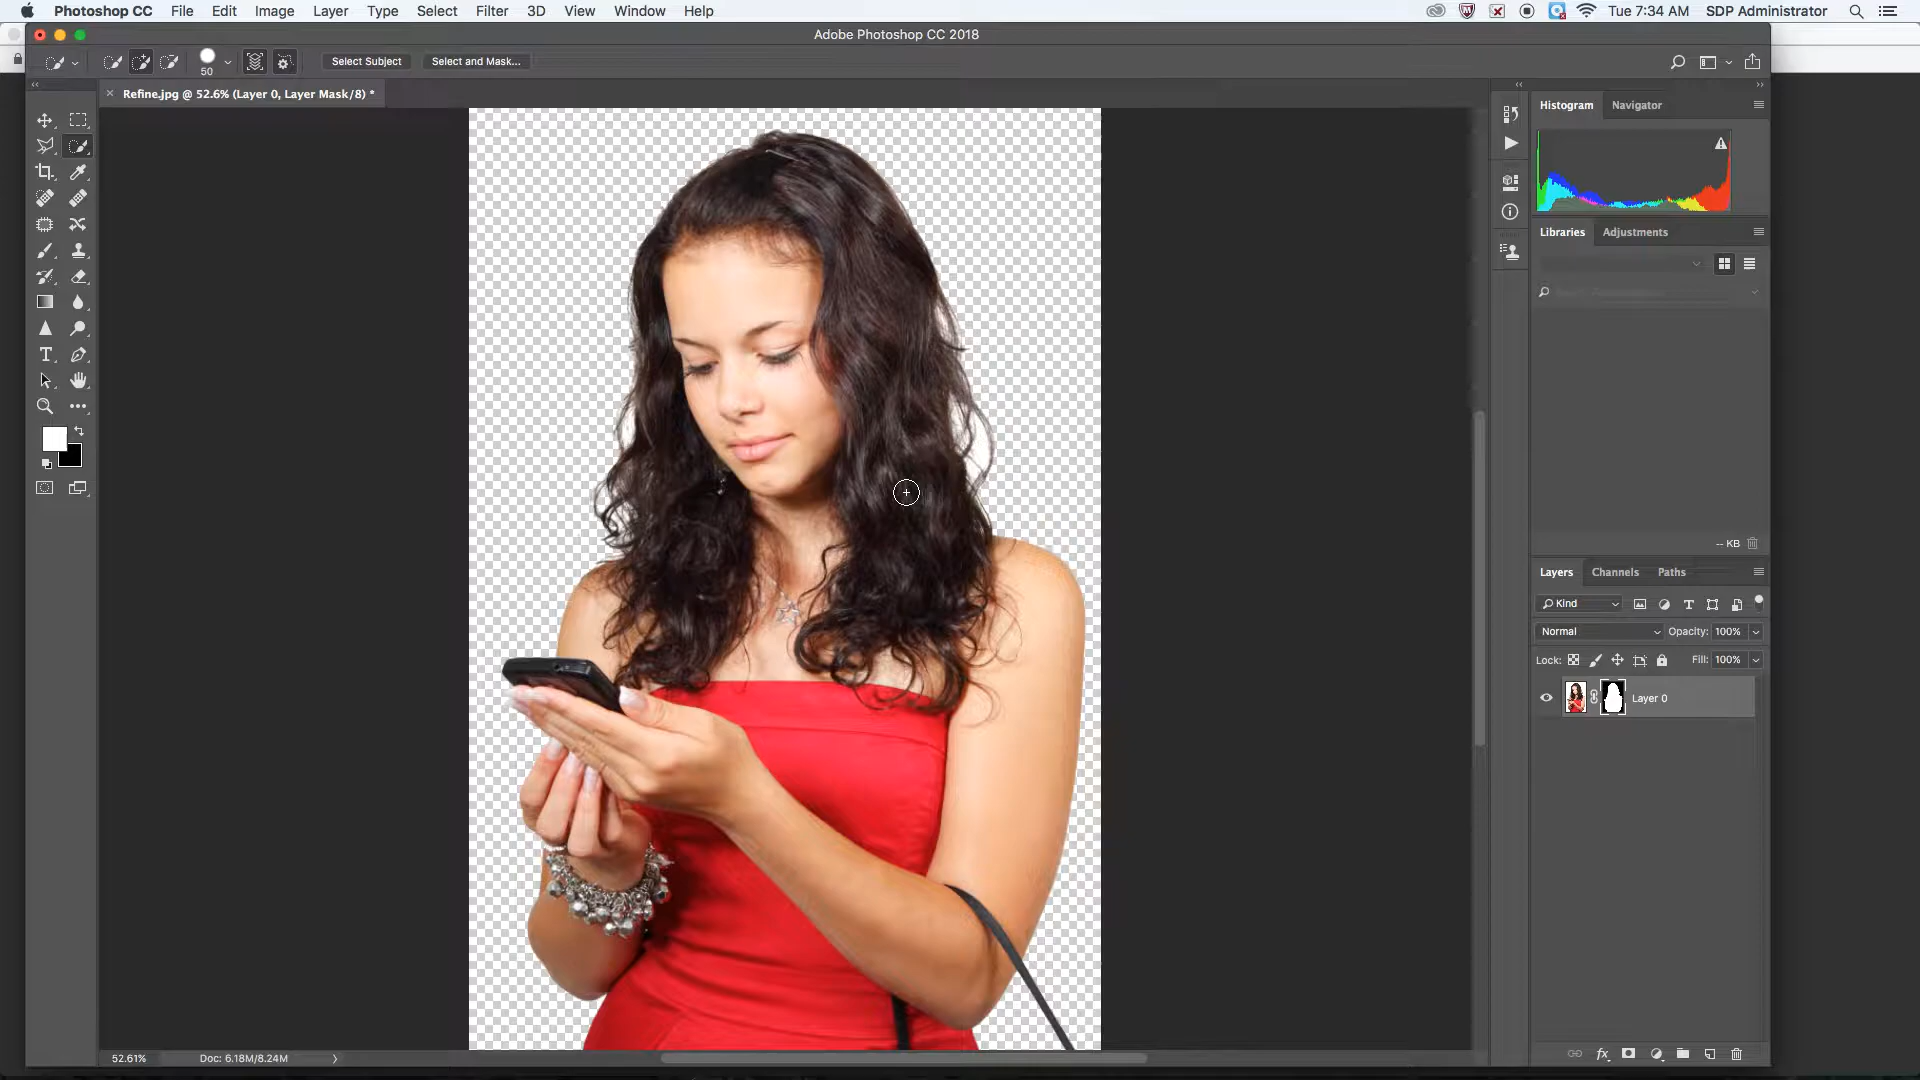 Photoshop CC File Edit Image Layer Type Select Filter 3D View Window Help Tue 7:34 AM SDP Administrator
Adobe Photoshop CC 2018
50 Select Subject Select and Mask...
Refine.jpg @ 52.6% (Layer 0, Layer Mask/8) *
Histogram Navigator
Libraries Adjustments
-- KB
Layers Channels Paths
Kind
Normal Opacity: 100%
Lock: Fill: 100%
Layer 0
52.61% Doc: 6.18M/8.24M